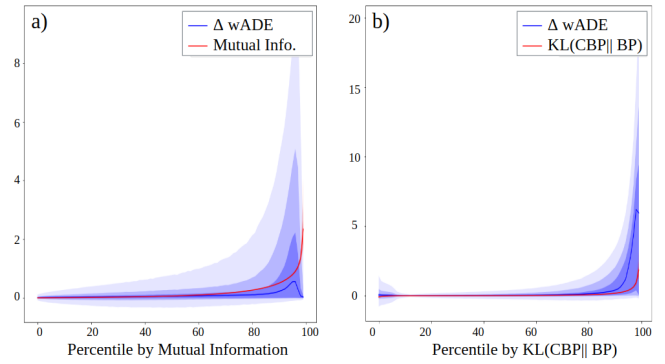 a)
Δ wADE
Mutual Info.
8
6
4
2
0
0 20 40 60 80 100
Percentile by Mutual Information
b)
Δ wADE
KL(CBP|| BP)
20
15
10
5
0
0 20 40 60 80 100
Percentile by KL(CBP|| BP)